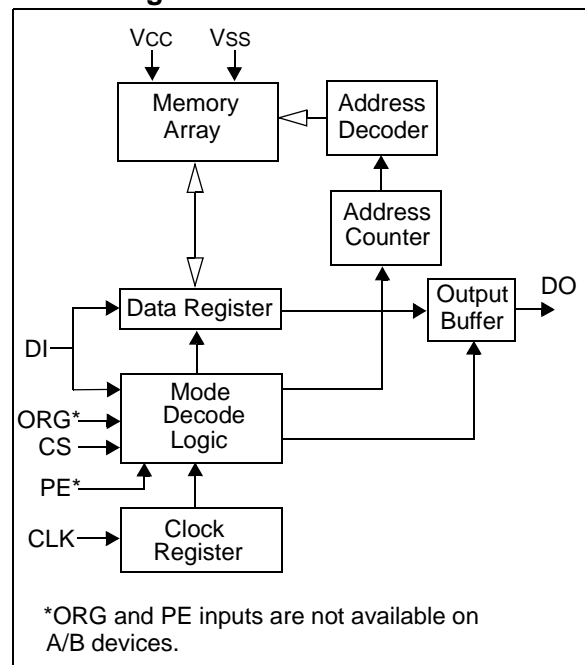 Vcc Vss
Memory
Array
Address
Decoder
Address
Counter
Data Register
Output
Buffer
DO
DI
Mode
Decode
Logic
ORG*
CS
PE*
CLK
Clock
Register
*ORG and PE inputs are not available on
A/B devices.